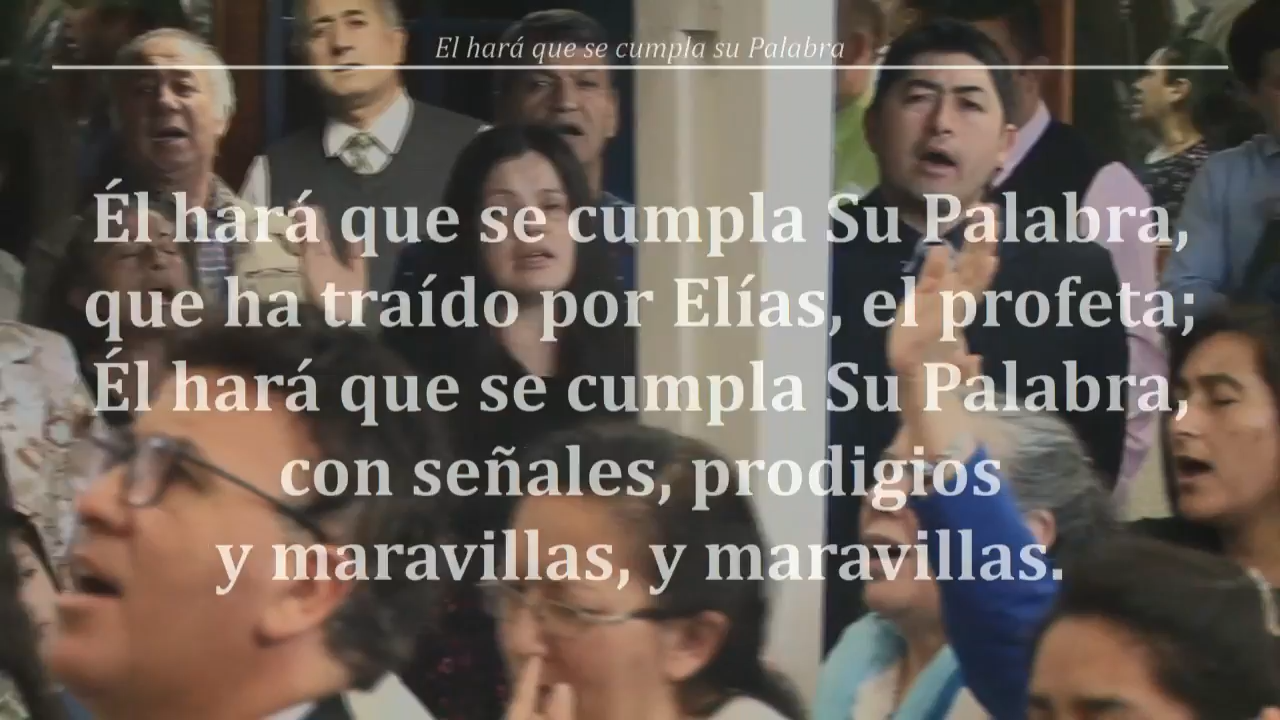 El hará que se cumpla su Palabra
Él hará que se cumpla Su Palabra,
que ha traído por Elías, el profeta;
Él hará que se cumpla Su Palabra,
con señales, prodigios
y maravillas, y maravillas.